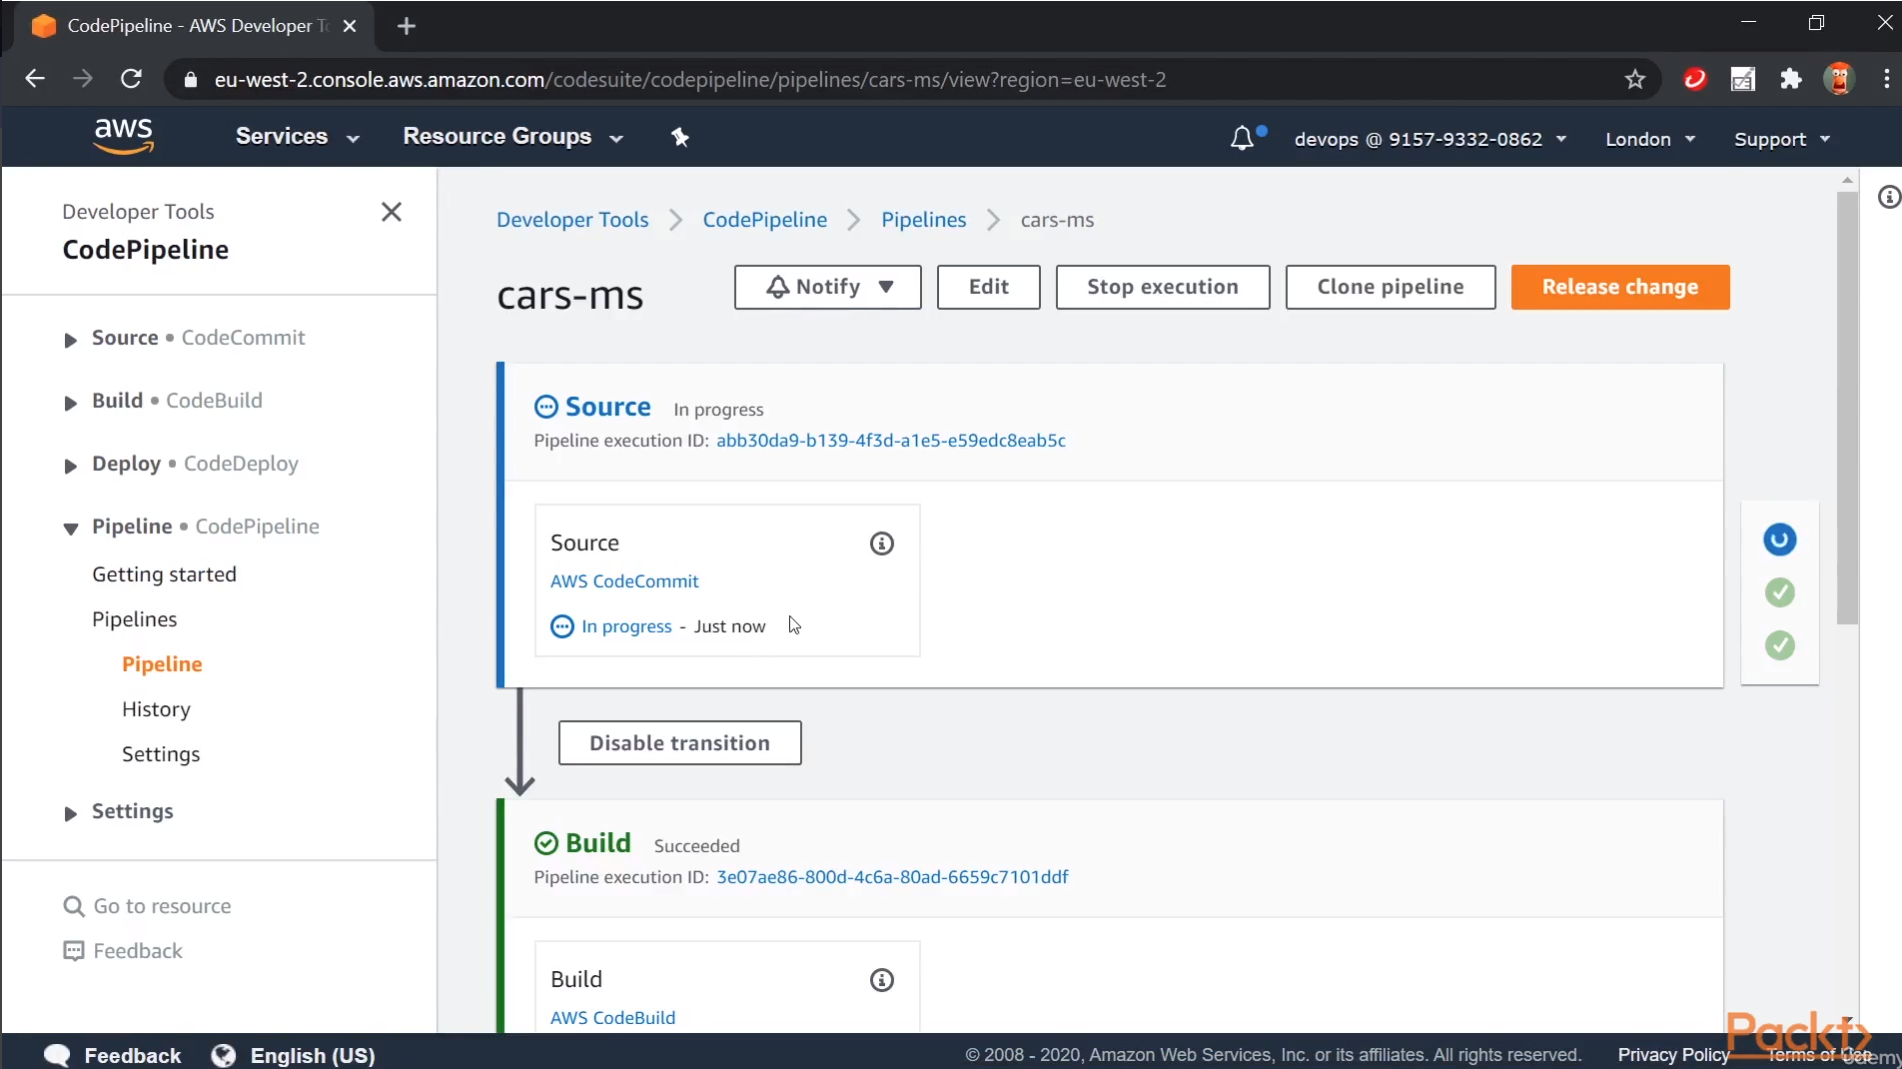 CodePipeline - AWS Developer To
eu-west-2.console.aws.amazon.com/codesuite/codepipeline/pipelines/cars-ms/view?region=eu-west-2
aws
Services
Resource Groups
devops @ 9157-9332-0862
London
Support
Developer Tools
CodePipeline
Source • CodeCommit
Build • CodeBuild
Deploy • CodeDeploy
Pipeline • CodePipeline
Getting started
Pipelines
Pipeline
History
Settings
Settings
Go to resource
Feedback
Developer Tools
CodePipeline
Pipelines
cars-ms
cars-ms
Notify
Edit
Stop execution
Clone pipeline
Release change
Source In progress
Pipeline execution ID: abb30da9-b139-4f3d-a1e5-e59edc8eab5c
Source
AWS CodeCommit
In progress - Just now
Disable transition
Build Succeeded
Pipeline execution ID: 3e07ae86-800d-4c6a-80ad-6659c7101ddf
Build
AWS CodeBuild
Feedback
English (US)
© 2008 - 2020, Amazon Web Services, Inc. or its affiliates. All rights reserved.
Privacy Policy
Terms of Use
Packt
udemy